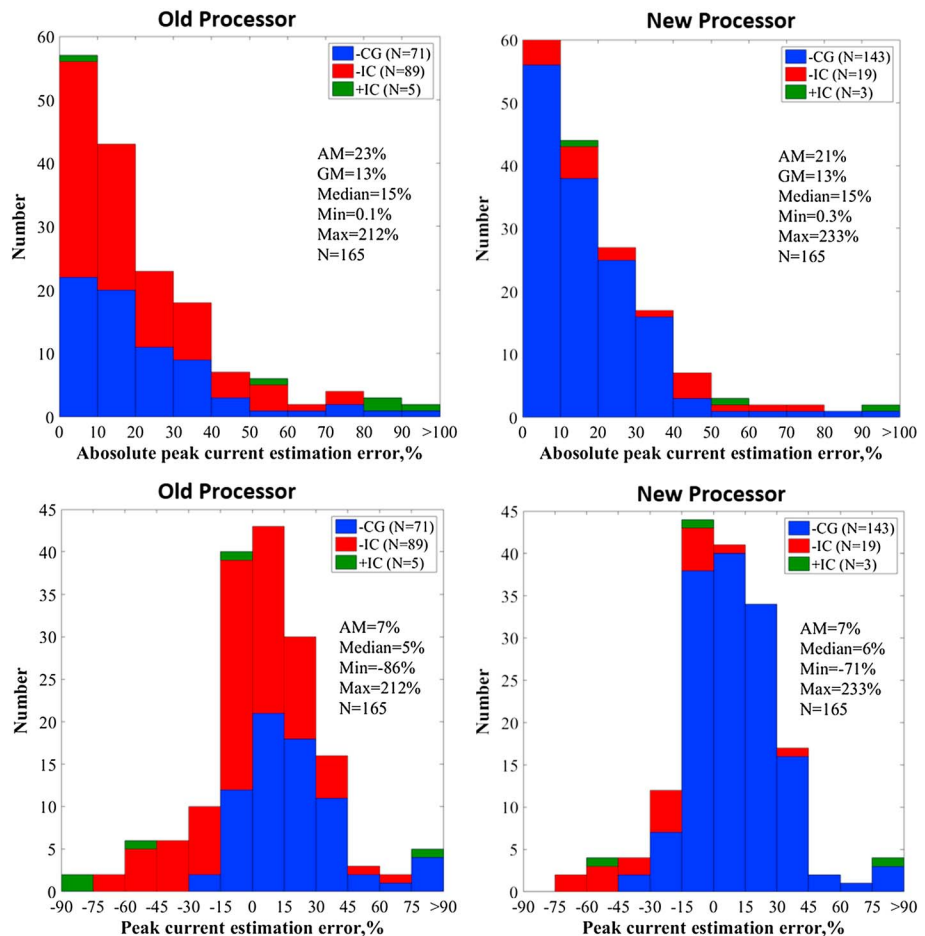 Old Processor
60
50
40
30
20
10
0
Number
-CG (N=71)
-IC (N=89)
+IC (N=5)
AM=23%
GM=13%
Median=15%
Min=0.1%
Max=212%
N=165
0 10 20 30 40 50 60 70 80 90 >100
Absolute peak current estimation error,%
New Processor
60
50
40
30
20
10
0
Number
-CG (N=143)
-IC (N=19)
+IC (N=3)
AM=21%
GM=13%
Median=15%
Min=0.3%
Max=233%
N=165
0 10 20 30 40 50 60 70 80 90 >100
Absolute peak current estimation error,%
Old Processor
45
40
35
30
25
20
15
10
5
0
Number
-CG (N=71)
-IC (N=89)
+IC (N=5)
AM=7%
Median=5%
Min=-86%
Max=212%
N=165
-90 -75 -60 -45 -30 -15 0 15 30 45 60 75 >90
Peak current estimation error,%
New Processor
45
40
35
30
25
20
15
10
5
0
Number
-CG (N=143)
-IC (N=19)
+IC (N=3)
AM=7%
Median=6%
Min=-71%
Max=233%
N=165
-90 -75 -60 -45 -30 -15 0 15 30 45 60 75 >90
Peak current estimation error,%